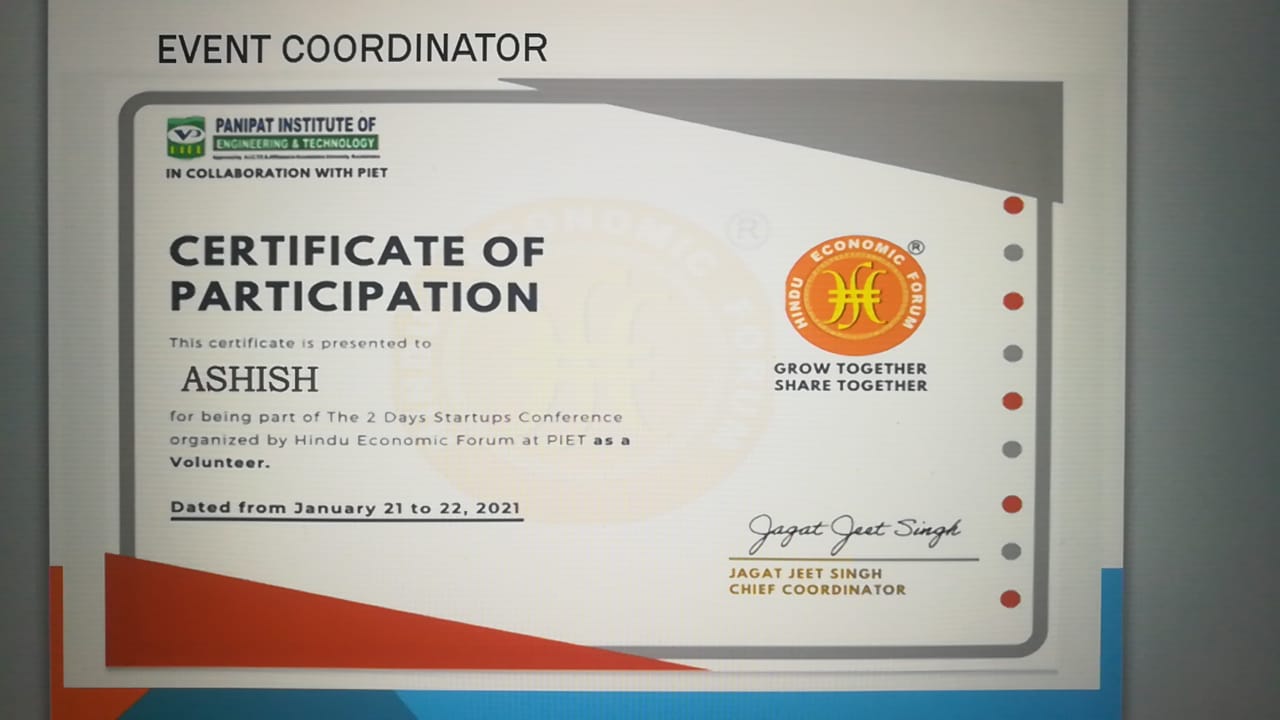 EVENT COORDINATOR
PANIPAT INSTITUTE OF
ENGINEERING & TECHNOLOGY
IN COLLABORATION WITH PIET
CERTIFICATE OF
PARTICIPATION
This certificate is presented to
ASHISH
for being part of The 2 Days Startups Conference
organized by Hindu Economic Forum at PIET as a
Volunteer.
Dated from January 21 to 22, 2021
HINDU ECONOMIC FORUM ®
GROW TOGETHER
SHARE TOGETHER
Jagat Jeet Singh
JAGAT JEET SINGH
CHIEF COORDINATOR